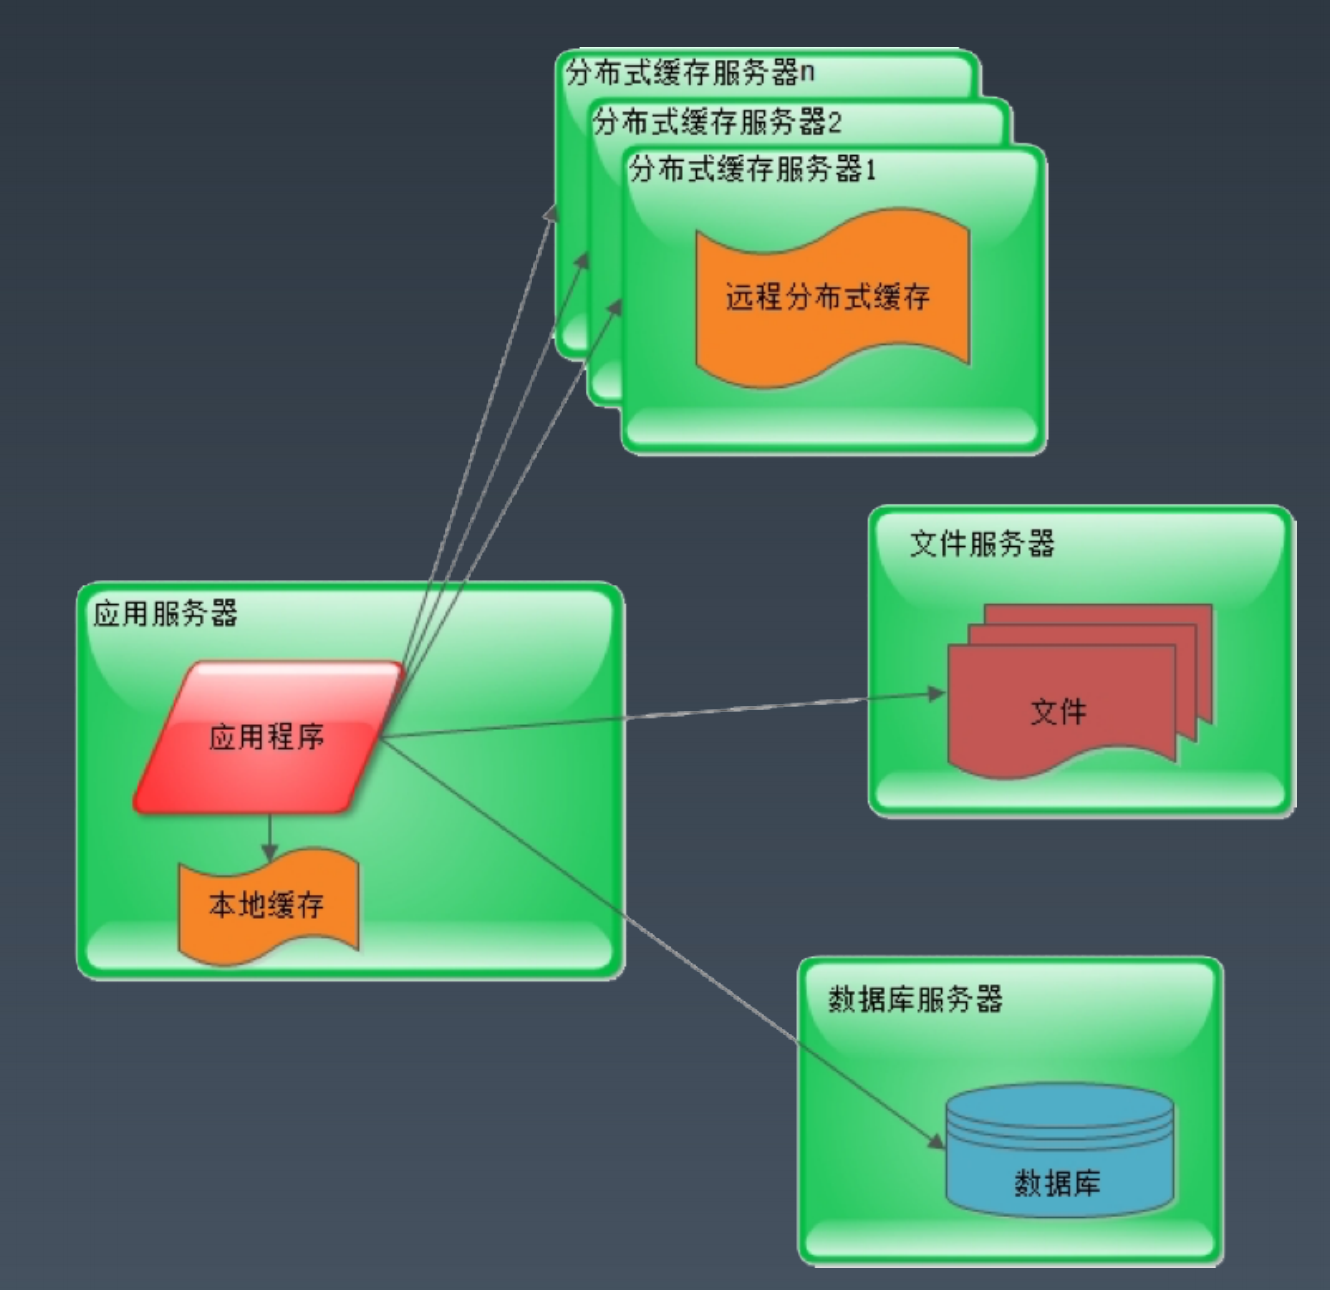 分布式缓存服务器n
分布式缓存服务器2
分布式缓存服务器1
远程分布式缓存
文件服务器
文件
应用服务器
应用程序
本地缓存
数据库服务器
数据库